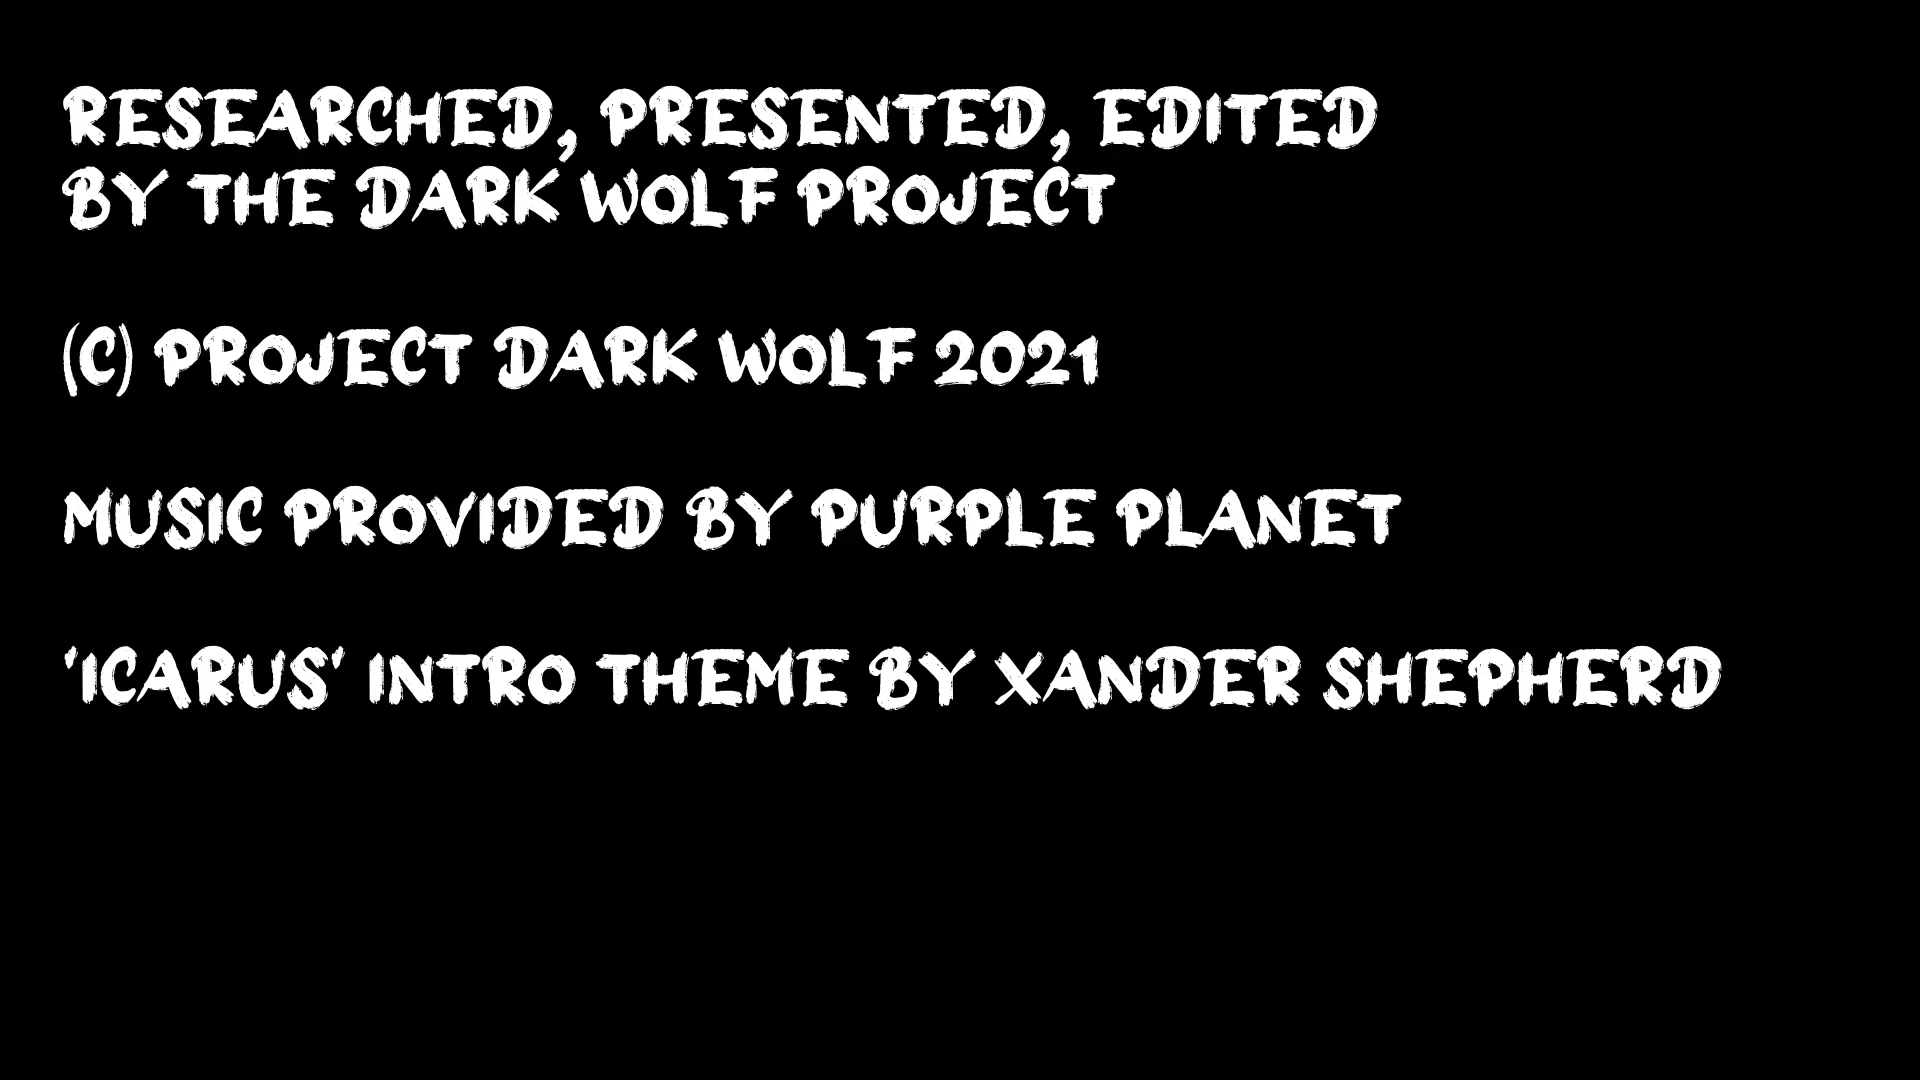 RESEARCHED, PRESENTED, EDITED
BY THE DARK WOLF PROJECT
(C) PROJECT DARK WOLF 2021
MUSIC PROVIDED BY PURPLE PLANET
'ICARUS' INTRO THEME BY XANDER SHEPHERD